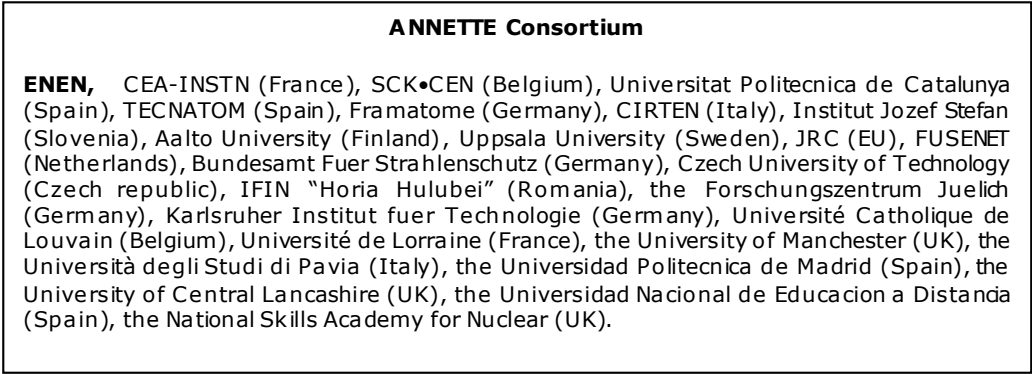 ANNETTE Consortium
ENEN, CEA-INSTN (France), SCK•CEN (Belgium), Universitat Politecnica de Catalunya
(Spain), TECNATOM (Spain), Framatome (Germany), CIRTEN (Italy), Institut Jozef Stefan
(Slovenia), Aalto University (Finland), Uppsala University (Sweden), JRC (EU), FUSENET
(Netherlands), Bundesamt Fuer Strahlenschutz (Germany), Czech University of Technology
(Czech republic), IFIN “Horia Hulubei” (Romania), the Forschungszentrum Juelich
(Germany), Karlsruher Institut fuer Technologie (Germany), Université Catholique de
Louvain (Belgium), Université de Lorraine (France), the University of Manchester (UK), the
Università degli Studi di Pavia (Italy), the Universidad Politecnica de Madrid (Spain), the
University of Central Lancashire (UK), the Universidad Nacional de Educacion a Distancia
(Spain), the National Skills Academy for Nuclear (UK).